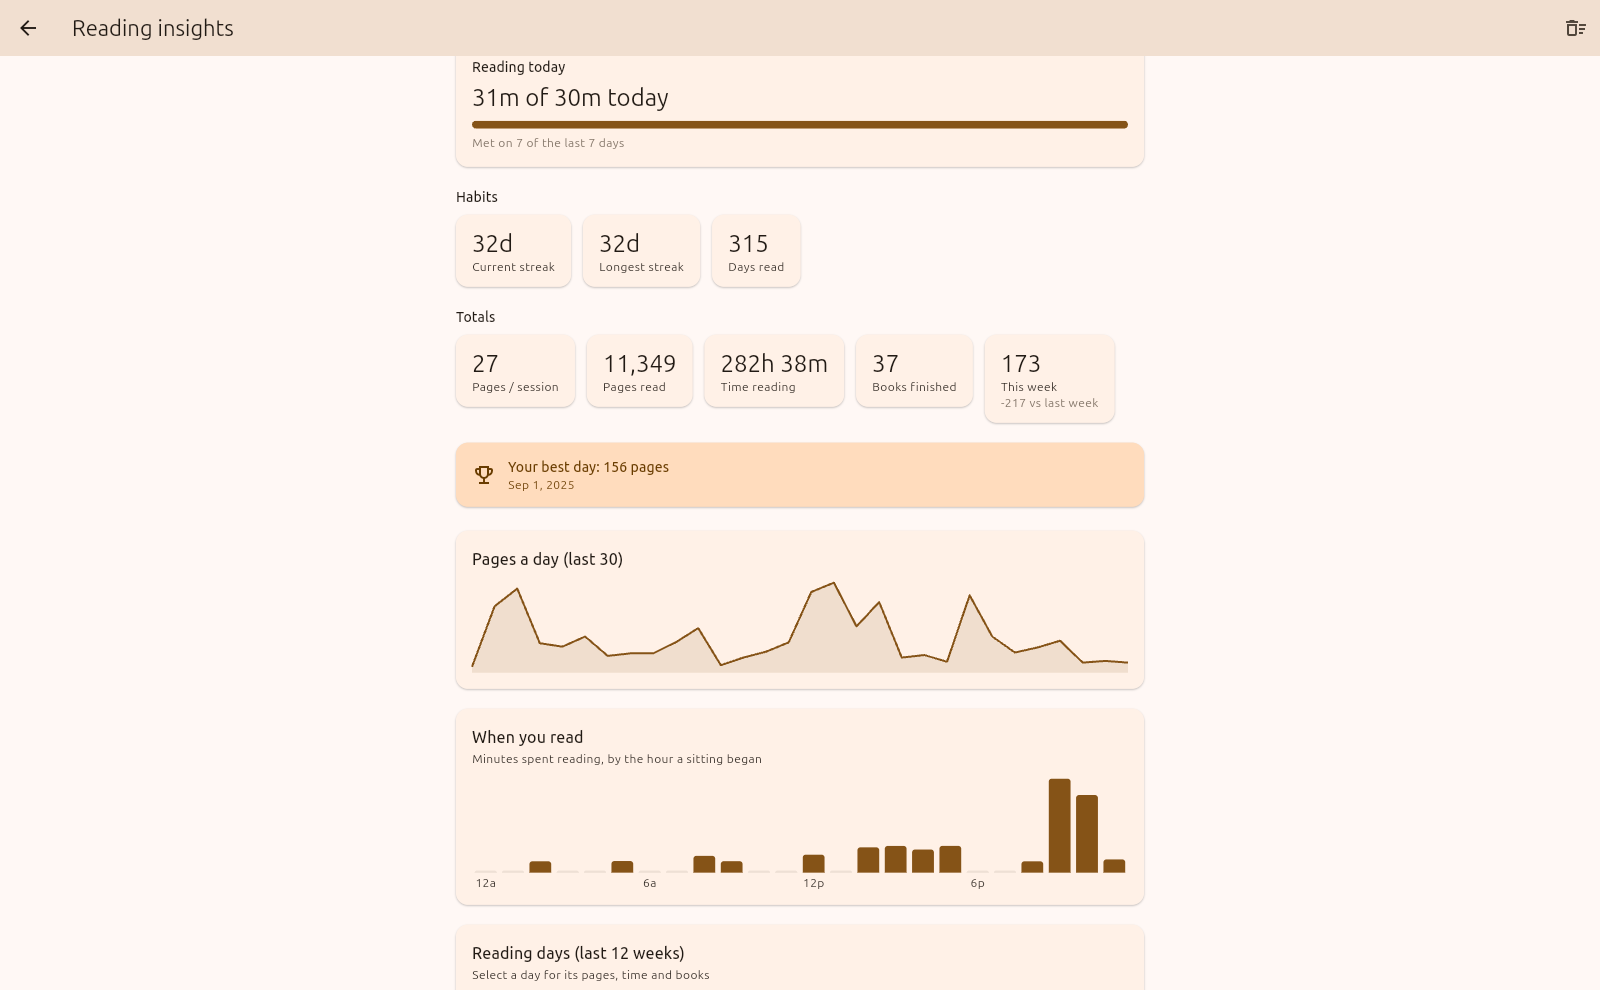 Reading insights
Reading today
31m of 30m today
Met on 7 of the last 7 days
Habits
32d
Current streak
32d
Longest streak
315
Days read
Totals
27
Pages / session
11,349
Pages read
282h 38m
Time reading
37
Books finished
173
This week
-217 vs last week
Your best day: 156 pages
Sep 1, 2025
Pages a day (last 30)
When you read
Minutes spent reading, by the hour a sitting began
12a 6a 12p 6p
Reading days (last 12 weeks)
Select a day for its pages, time and books